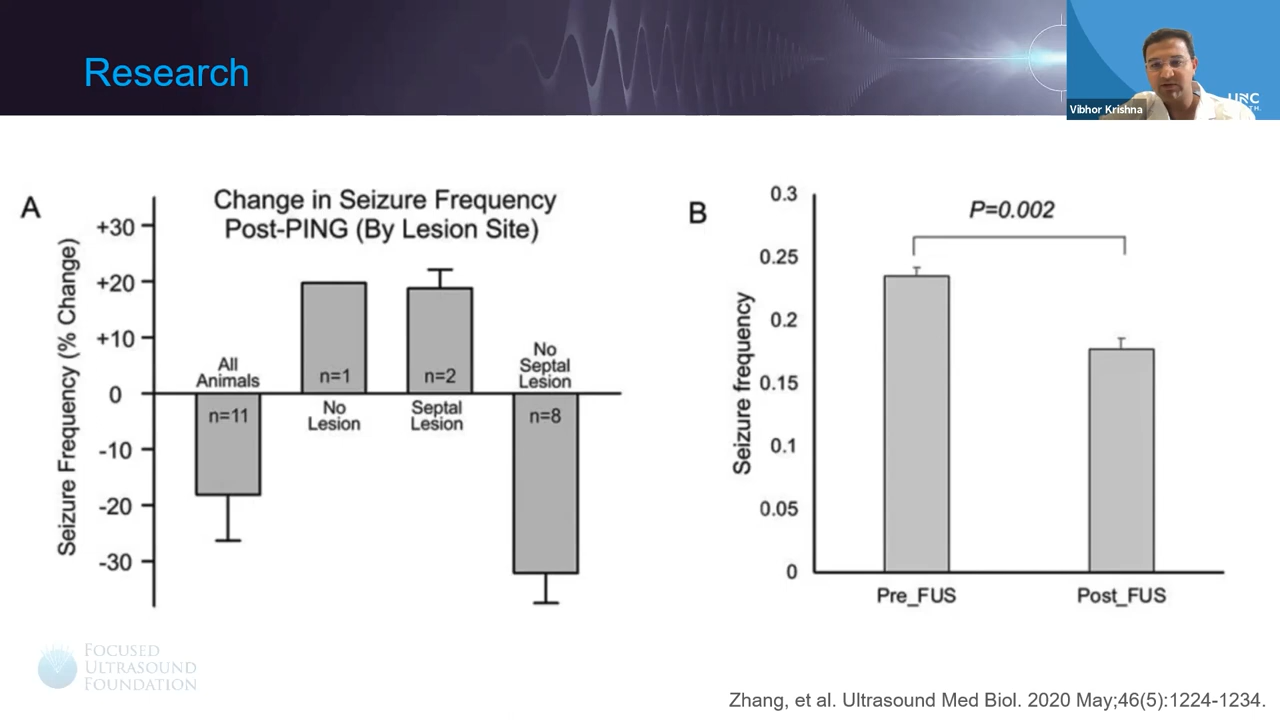 Research
Vibhor Krishna
UNC
A
Change in Seizure Frequency
Post-PING (By Lesion Site)
Seizure Frequency (% Change)
+30
+20
+10
0
-10
-20
-30
All
Animals
n=11
n=1
No
Lesion
n=2
Septal
Lesion
No
Septal
Lesion
n=8
B
P=0.002
Seizure frequency
0.3
0.25
0.2
0.15
0.1
0.05
0
Pre_FUS
Post_FUS
FOCUSED
ULTRASOUND
FOUNDATION
Zhang, et al. Ultrasound Med Biol. 2020 May;46(5):1224-1234.